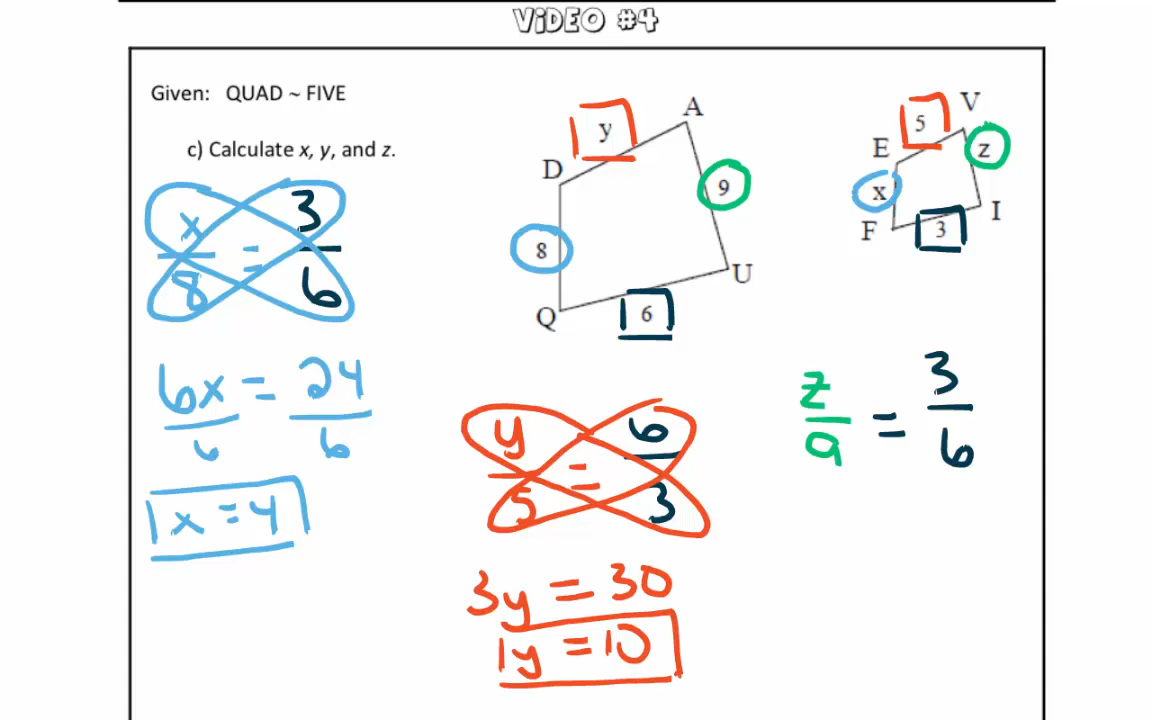 ViDEO #4
Given: QUAD ~ FIVE
c) Calculate x, y, and z.
x/8 = 3/6
6x/6 = 24/6
x = 4
y
A
D
9
8
U
Q
6
V
5
E
z
x
I
F
3
y/5 = 6/3
3y = 30
1y = 10
z/9 = 3/6